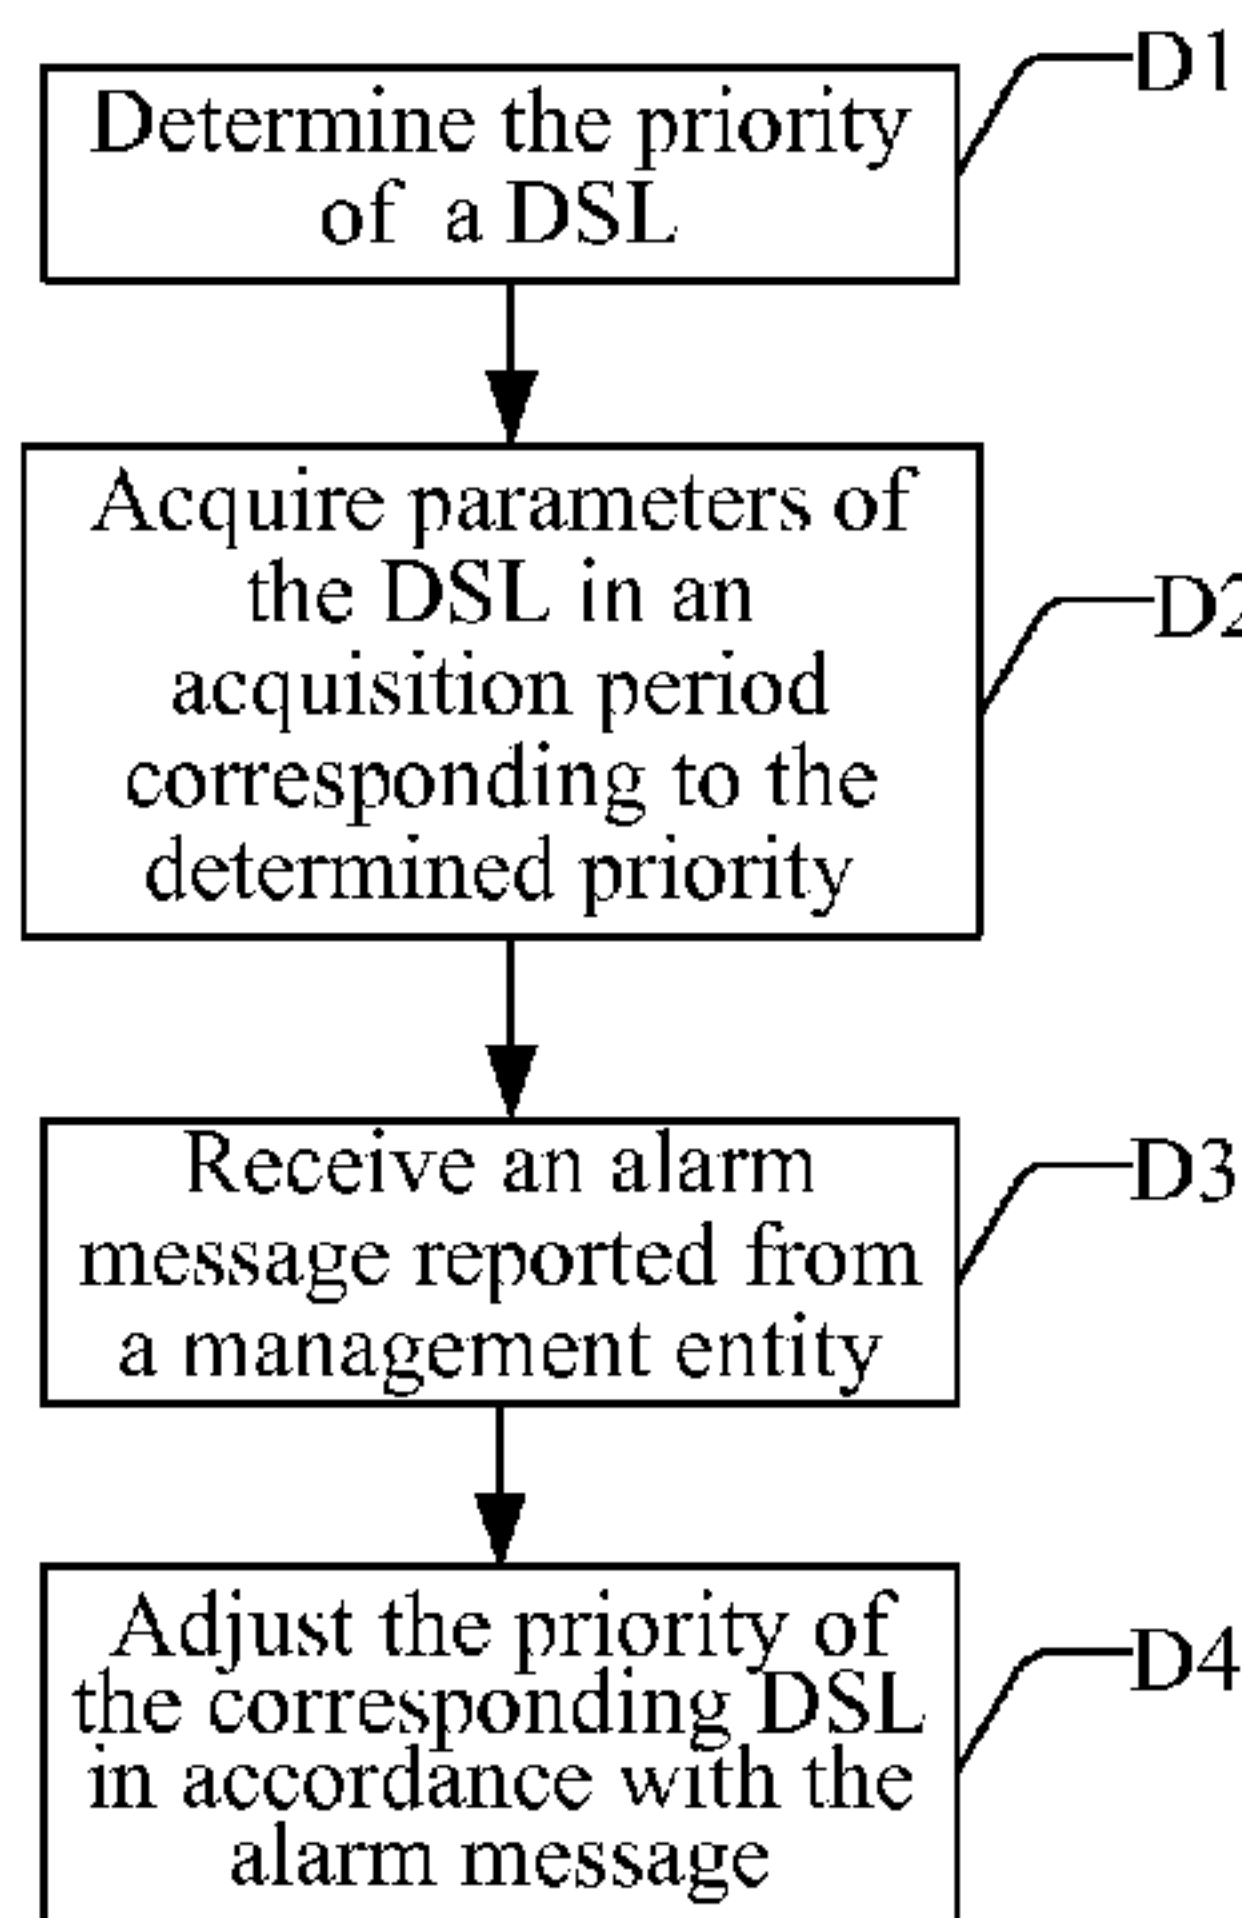 D1
Determine the priority
of a DSL
Acquire parameters of
the DSL in an
acquisition period
corresponding to the
determined priority
D2
Receive an alarm
message reported from
a management entity
D3
Adjust the priority of
the corresponding DSL
in accordance with the
alarm message
D4